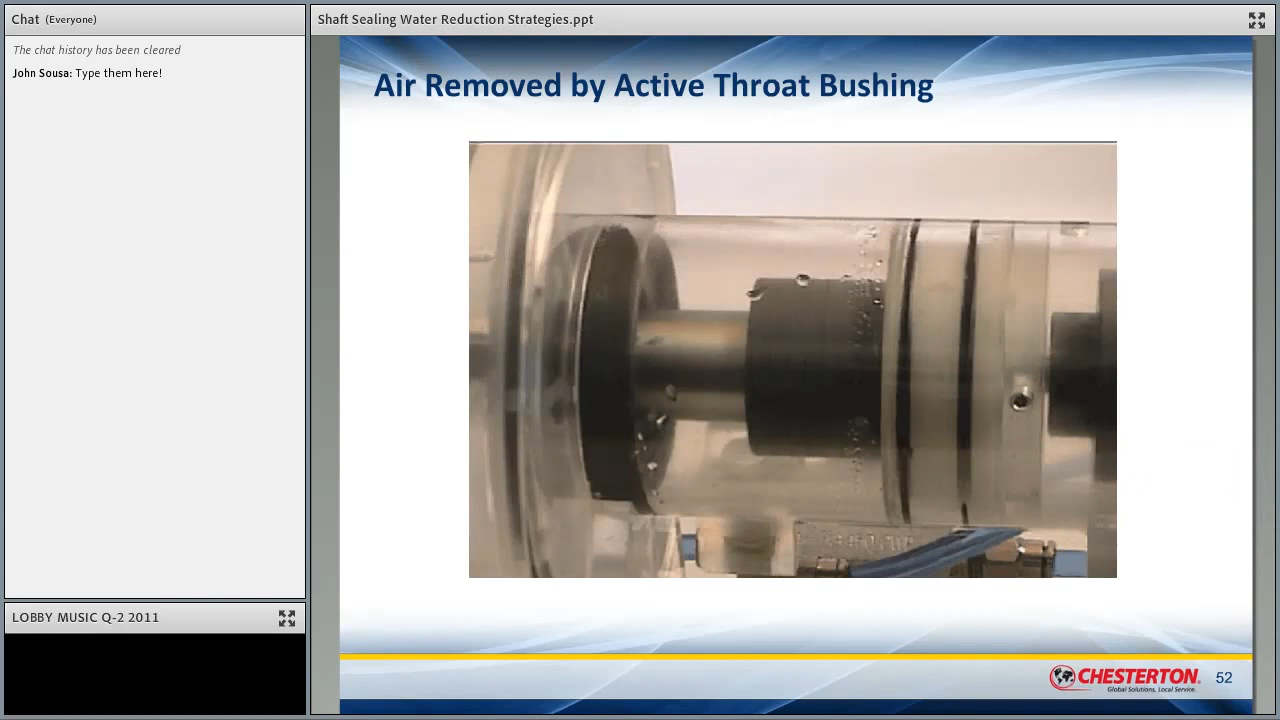 Chat (Everyone)
The chat history has been cleared
John Sousa: Type them here!
LOBBY MUSIC Q-2 2011
Shaft Sealing Water Reduction Strategies.ppt
Air Removed by Active Throat Bushing
CHESTERTON
Global Solutions, Local Service.
52